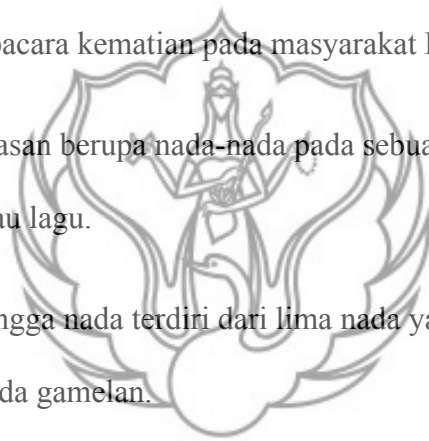 pacara kematian pada masyarakat
asan berupa nada-nada pada sebua
au lagu.
ngga nada terdiri dari lima nada ya
da gamelan.